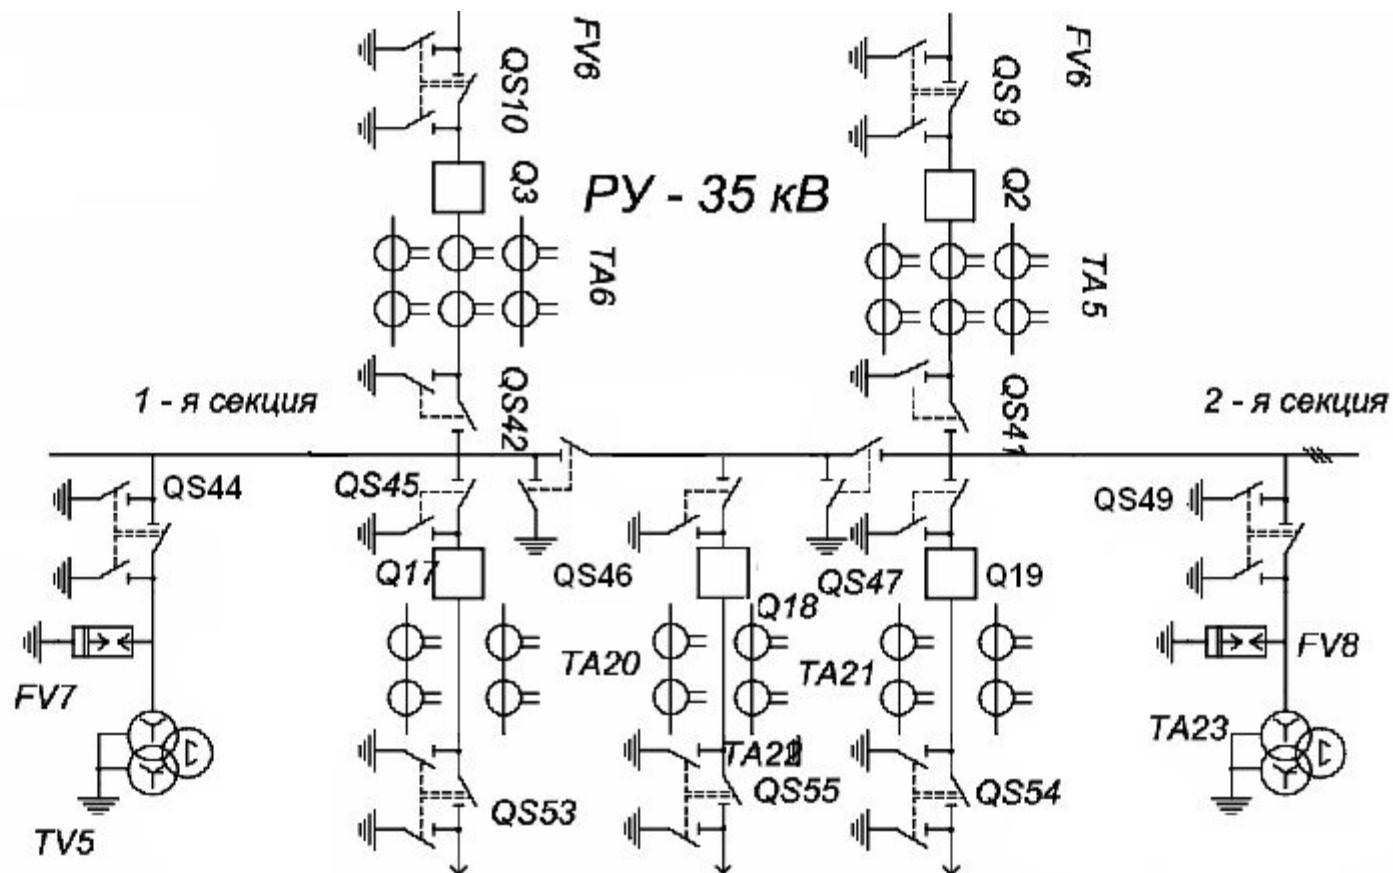 FV6
FV6
QS10
QS9
Q3
Q2
РУ - 35 кВ
TA6
TA5
QS42
QS41
1 - я секция
2 - я секция
QS44
QS45
QS49
Q17
QS46
QS47
Q19
Q18
TA20
TA21
FV7
FV8
TA22
TA23
QS53
QS55
QS54
TV5